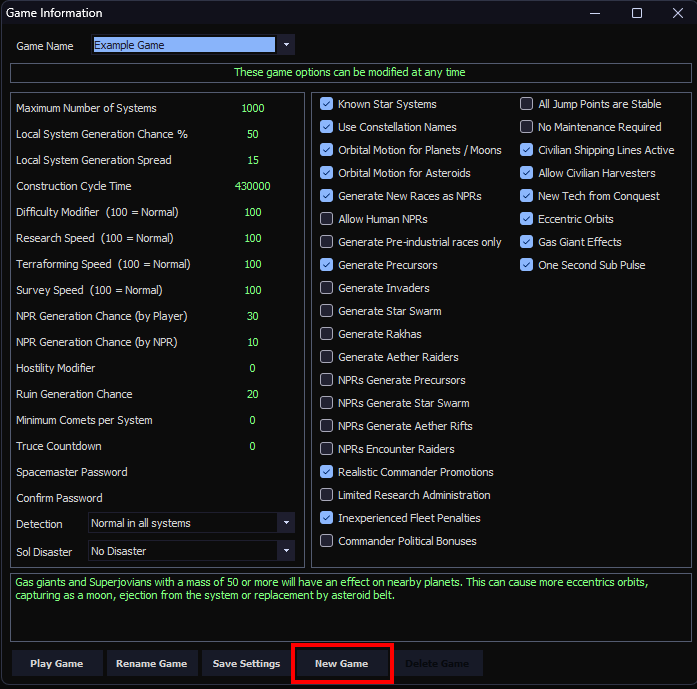 Game Information
Game Name Example Game
These game options can be modified at any time
Maximum Number of Systems 1000
Local System Generation Chance % 50
Local System Generation Spread 15
Construction Cycle Time 430000
Difficulty Modifier (100 = Normal) 100
Research Speed (100 = Normal) 100
Terraforming Speed (100 = Normal) 100
Survey Speed (100 = Normal) 100
NPR Generation Chance (by Player) 30
NPR Generation Chance (by NPR) 10
Hostility Modifier 0
Ruin Generation Chance 20
Minimum Comets per System 0
Truce Countdown 0
Spacemaster Password
Confirm Password
Detection Normal in all systems
Sol Disaster No Disaster
Known Star Systems
Use Constellation Names
Orbital Motion for Planets / Moons
Orbital Motion for Asteroids
Generate New Races as NPRs
Allow Human NPRs
Generate Pre-industrial races only
Generate Precursors
Generate Invaders
Generate Star Swarm
Generate Rakhas
Generate Aether Raiders
NPRs Generate Precursors
NPRs Generate Star Swarm
NPRs Generate Aether Rifts
NPRs Encounter Raiders
Realistic Commander Promotions
Limited Research Administration
Inexperienced Fleet Penalties
Commander Political Bonuses
All Jump Points are Stable
No Maintenance Required
Civilian Shipping Lines Active
Allow Civilian Harvesters
New Tech from Conquest
Eccentric Orbits
Gas Giant Effects
One Second Sub Pulse
Gas giants and Superjovians with a mass of 50 or more will have an effect on nearby planets. This can cause more eccentrics orbits,
capturing as a moon, ejection from the system or replacement by asteroid belt.
Play Game Rename Game Save Settings New Game Delete Game